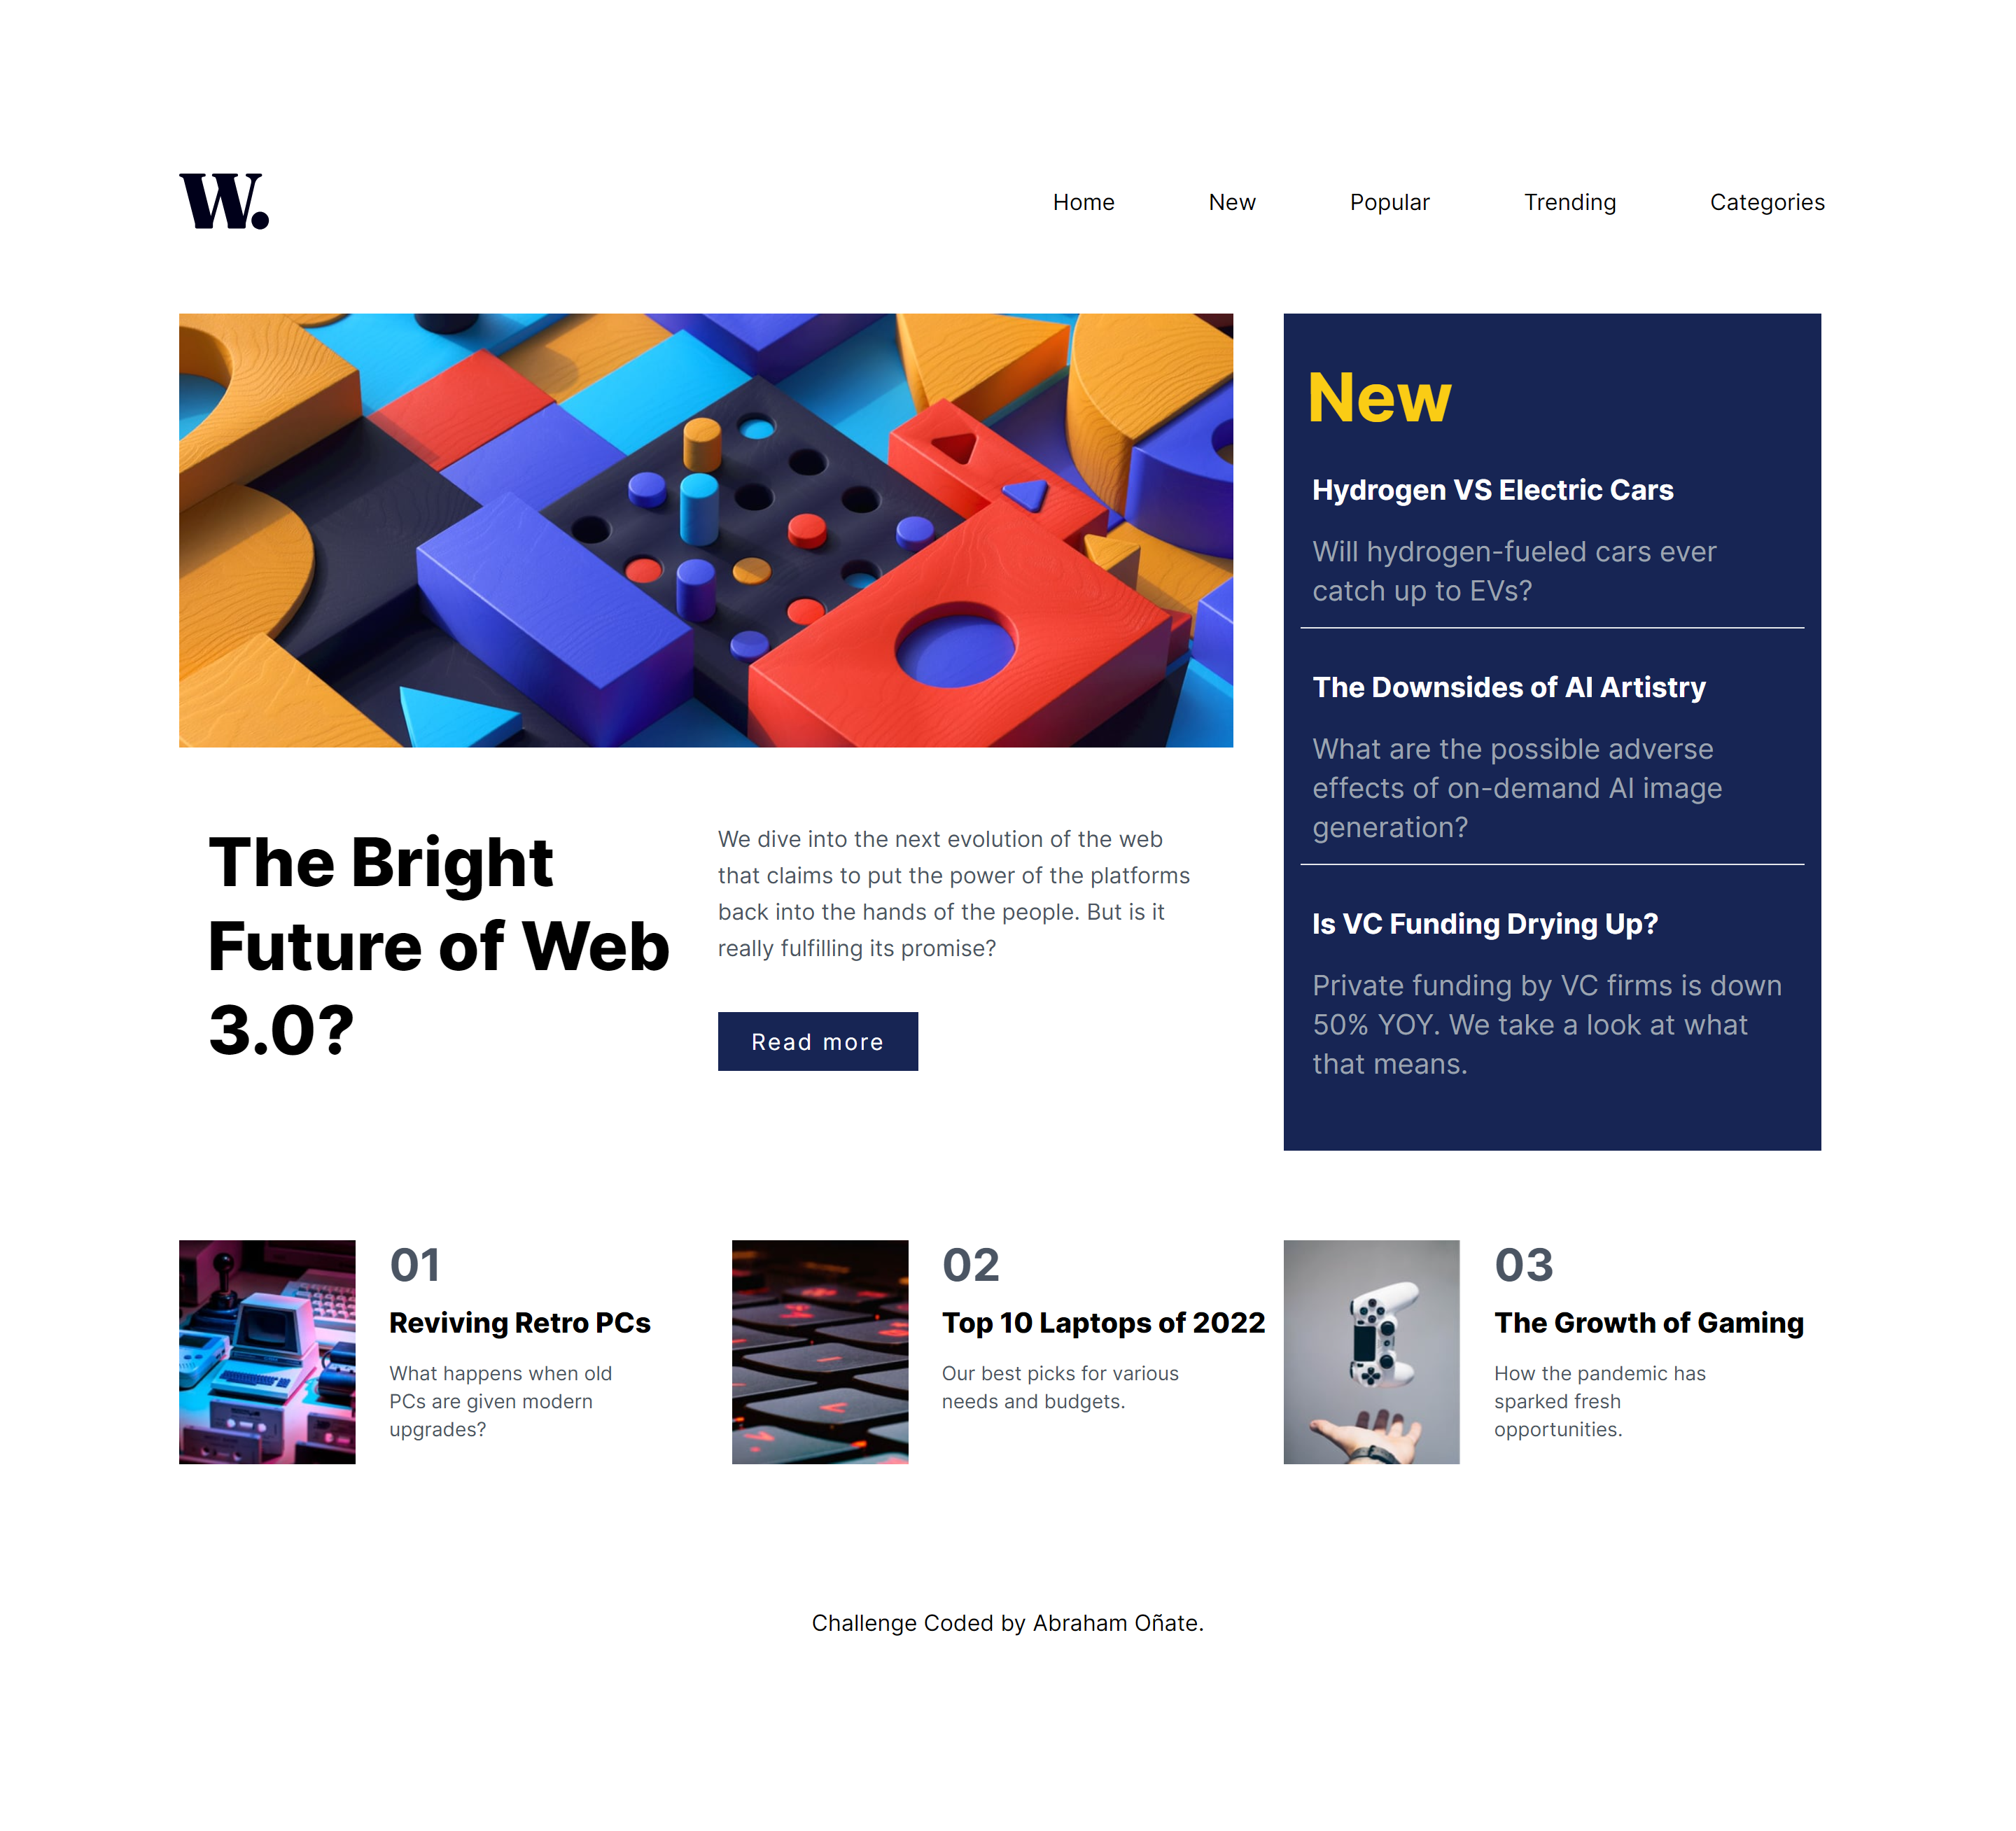 W.
Home New Popular Trending Categories
The Bright
Future of Web
3.0?
We dive into the next evolution of the web
that claims to put the power of the platforms
back into the hands of the people. But is it
really fulfilling its promise?
Read more
New
Hydrogen VS Electric Cars
Will hydrogen-fueled cars ever
catch up to EVs?
The Downsides of AI Artistry
What are the possible adverse
effects of on-demand AI image
generation?
Is VC Funding Drying Up?
Private funding by VC firms is down
50% YOY. We take a look at what
that means.
01
Reviving Retro PCs
What happens when old
PCs are given modern
upgrades?
02
Top 10 Laptops of 2022
Our best picks for various
needs and budgets.
03
The Growth of Gaming
How the pandemic has
sparked fresh
opportunities.
Challenge Coded by Abraham Oñate.